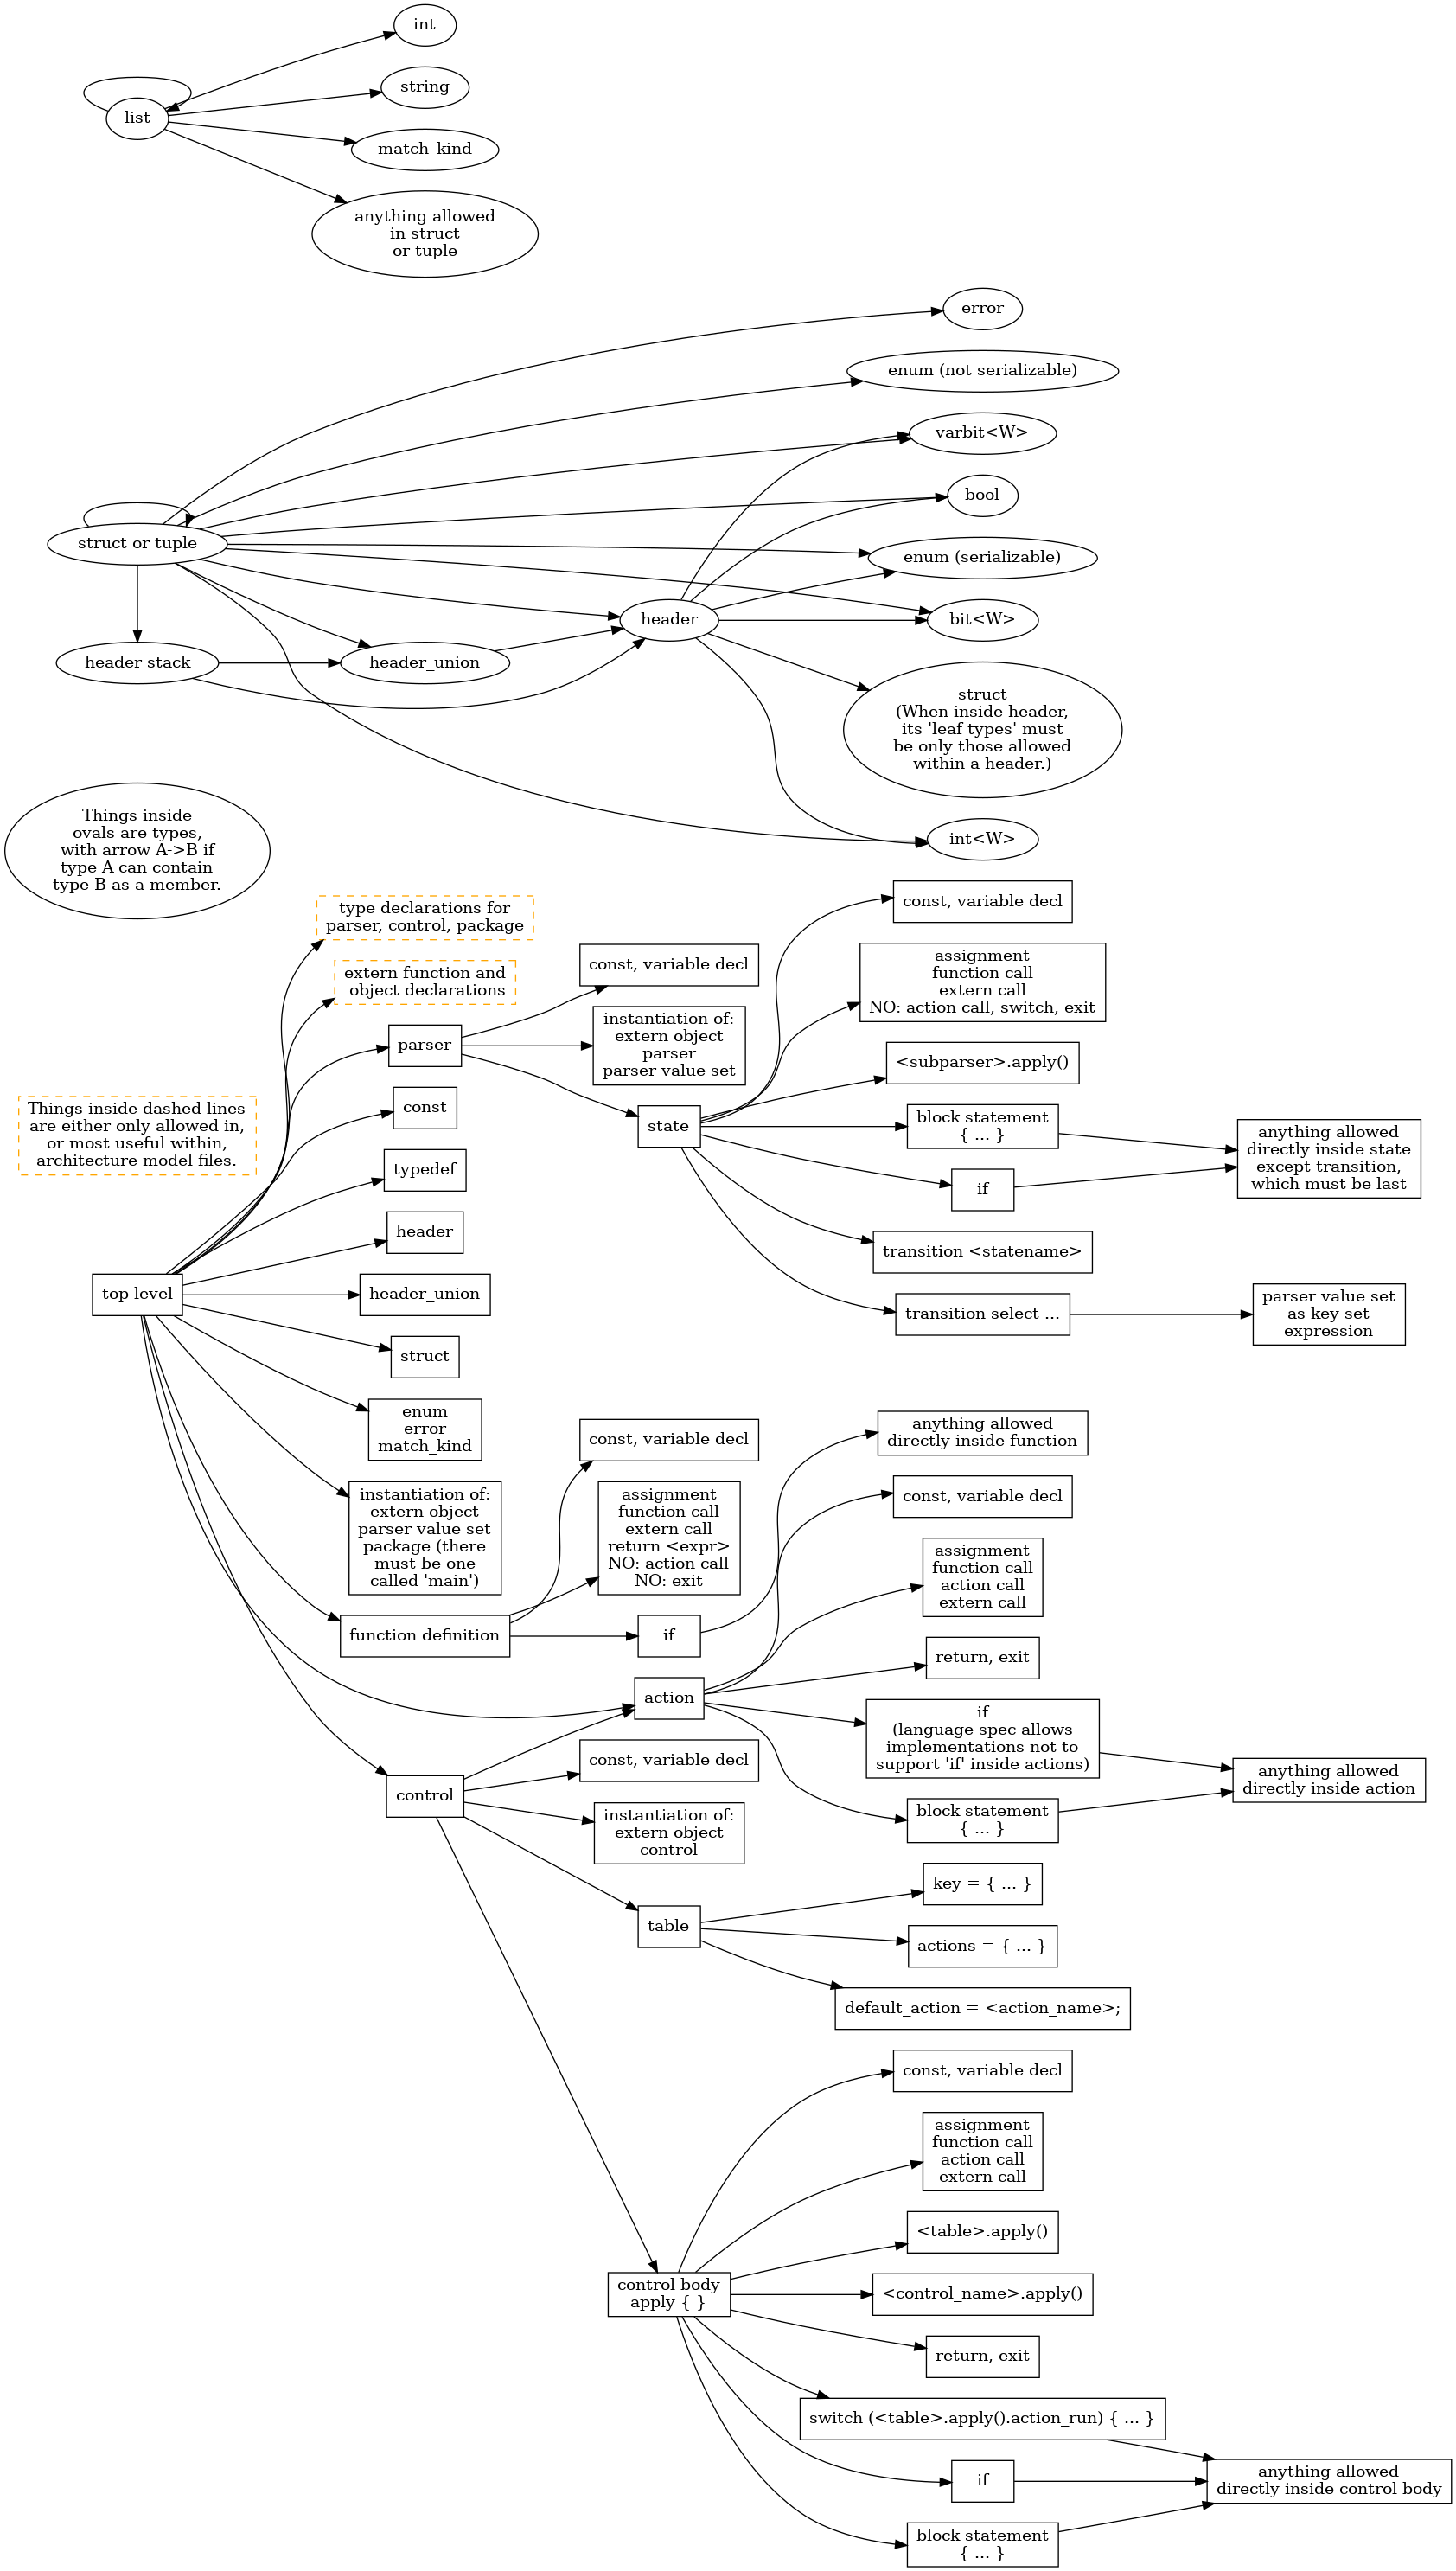 int
string
list
match_kind
anything allowed
in struct
or tuple
error
enum (not serializable)
varbit<W>
bool
struct or tuple
enum (serializable)
header
bit<W>
header stack
header_union
struct
(When inside header,
its 'leaf types' must
be only those allowed
within a header.)
int<W>
Things inside
ovals are types,
with arrow A->B if
type A can contain
type B as a member.
type declarations for
parser, control, package
extern function and
object declarations
const, variable decl
const, variable decl
parser
instantiation of:
extern object
parser
parser value set
assignment
function call
extern call
NO: action call, switch, exit
<subparser>.apply()
Things inside dashed lines
are either only allowed in,
or most useful within,
architecture model files.
const
state
block statement
{ ... }
anything allowed
directly inside state
except transition,
which must be last
typedef
if
header
transition <statename>
top level
header_union
transition select ...
parser value set
as key set
expression
struct
enum
error
match_kind
const, variable decl
anything allowed
directly inside function
instantiation of:
extern object
parser value set
package (there
must be one
called 'main')
assignment
function call
extern call
return <expr>
NO: action call
NO: exit
const, variable decl
assignment
function call
action call
extern call
function definition
if
return, exit
action
if
(language spec allows
implementations not to
support 'if' inside actions)
anything allowed
directly inside action
const, variable decl
control
instantiation of:
extern object
control
block statement
{ ... }
key = { ... }
table
actions = { ... }
default_action = <action_name>;
const, variable decl
assignment
function call
action call
extern call
<table>.apply()
control body
apply { }
<control_name>.apply()
return, exit
switch (<table>.apply().action_run) { ... }
if
anything allowed
directly inside control body
block statement
{ ... }